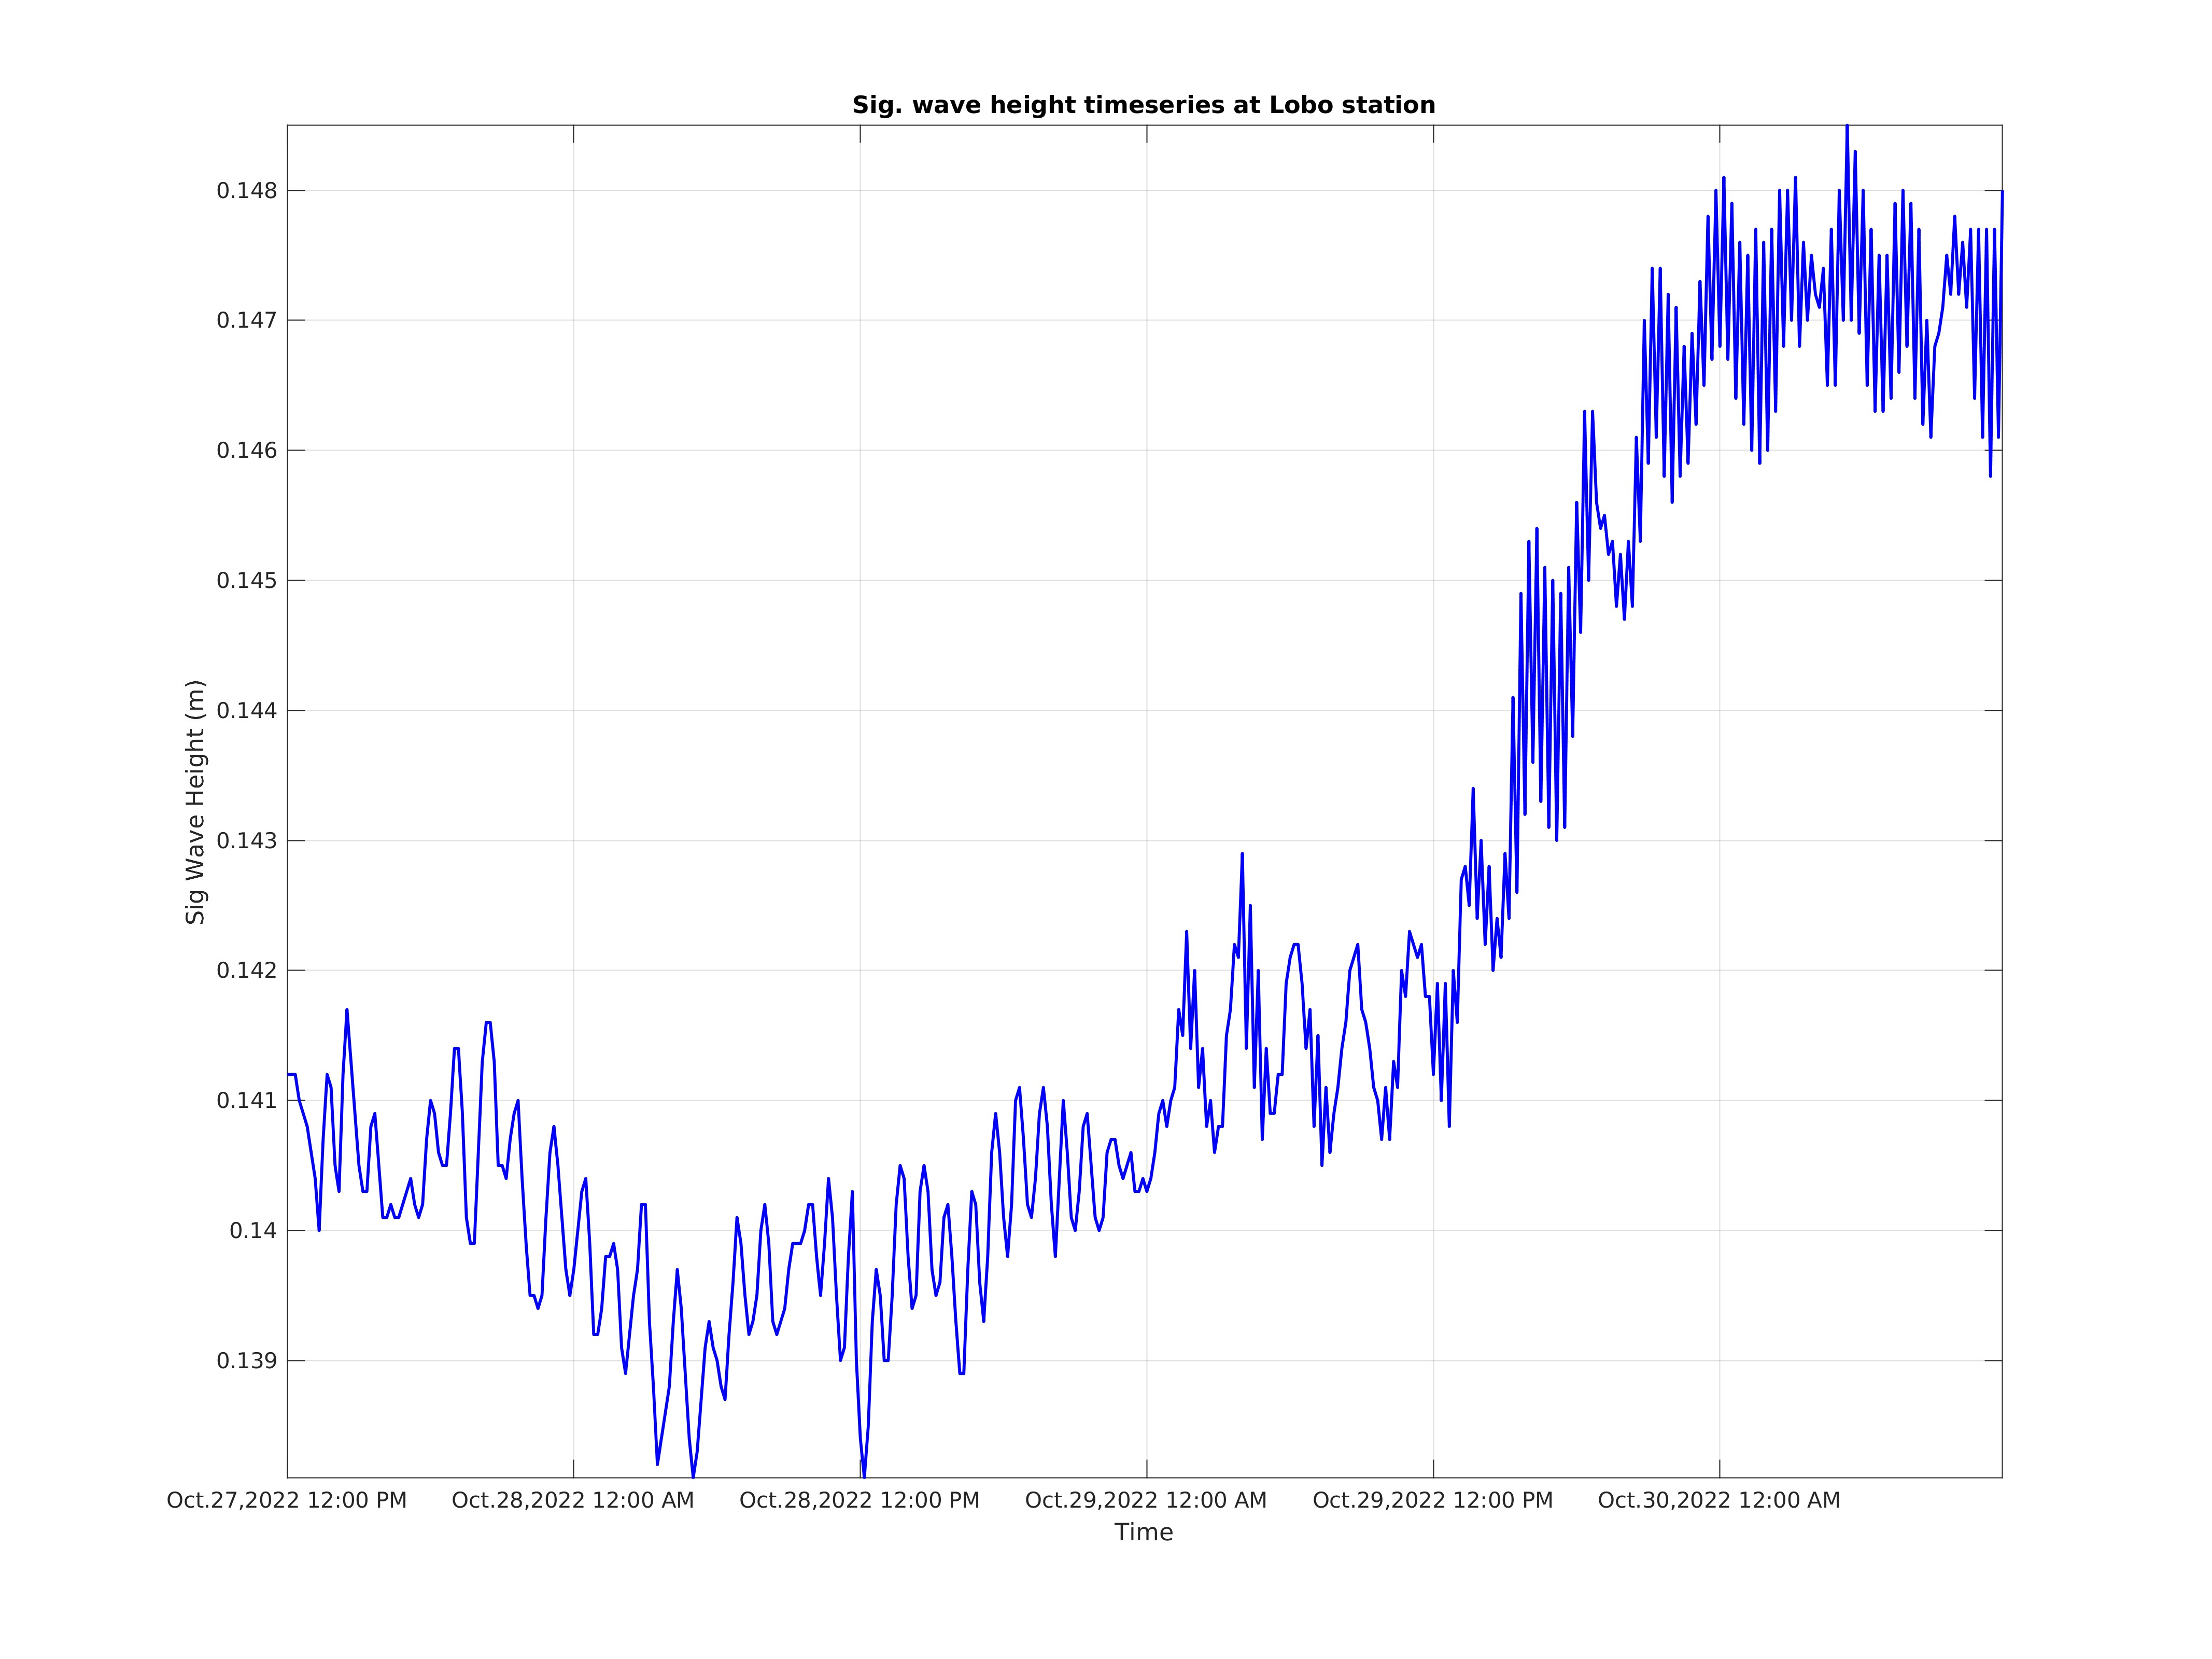 Sig. wave height timeseries at Lobo station
0.148
0.147
0.146
0.145
0.144
0.143
0.142
0.141
0.14
0.139
Sig Wave Height (m)
Oct.27,2022 12:00 PM Oct.28,2022 12:00 AM Oct.28,2022 12:00 PM Oct.29,2022 12:00 AM Oct.29,2022 12:00 PM Oct.30,2022 12:00 AM
Time